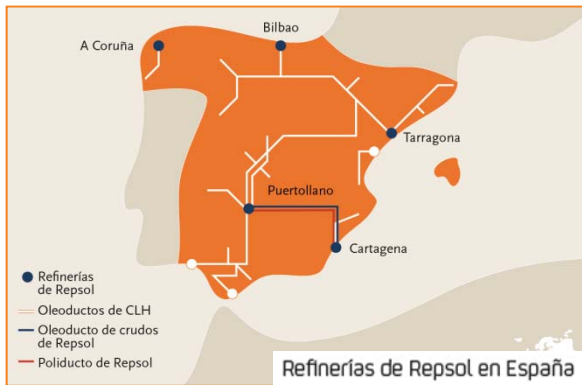 A Coruña
Bilbao
Tarragona
Puertollano
Cartagena
Refinerías
de Repsol
Oleoductos de CLH
Oleoducto de crudos
de Repsol
Poliducto de Repsol
Refinerías de Repsol en España